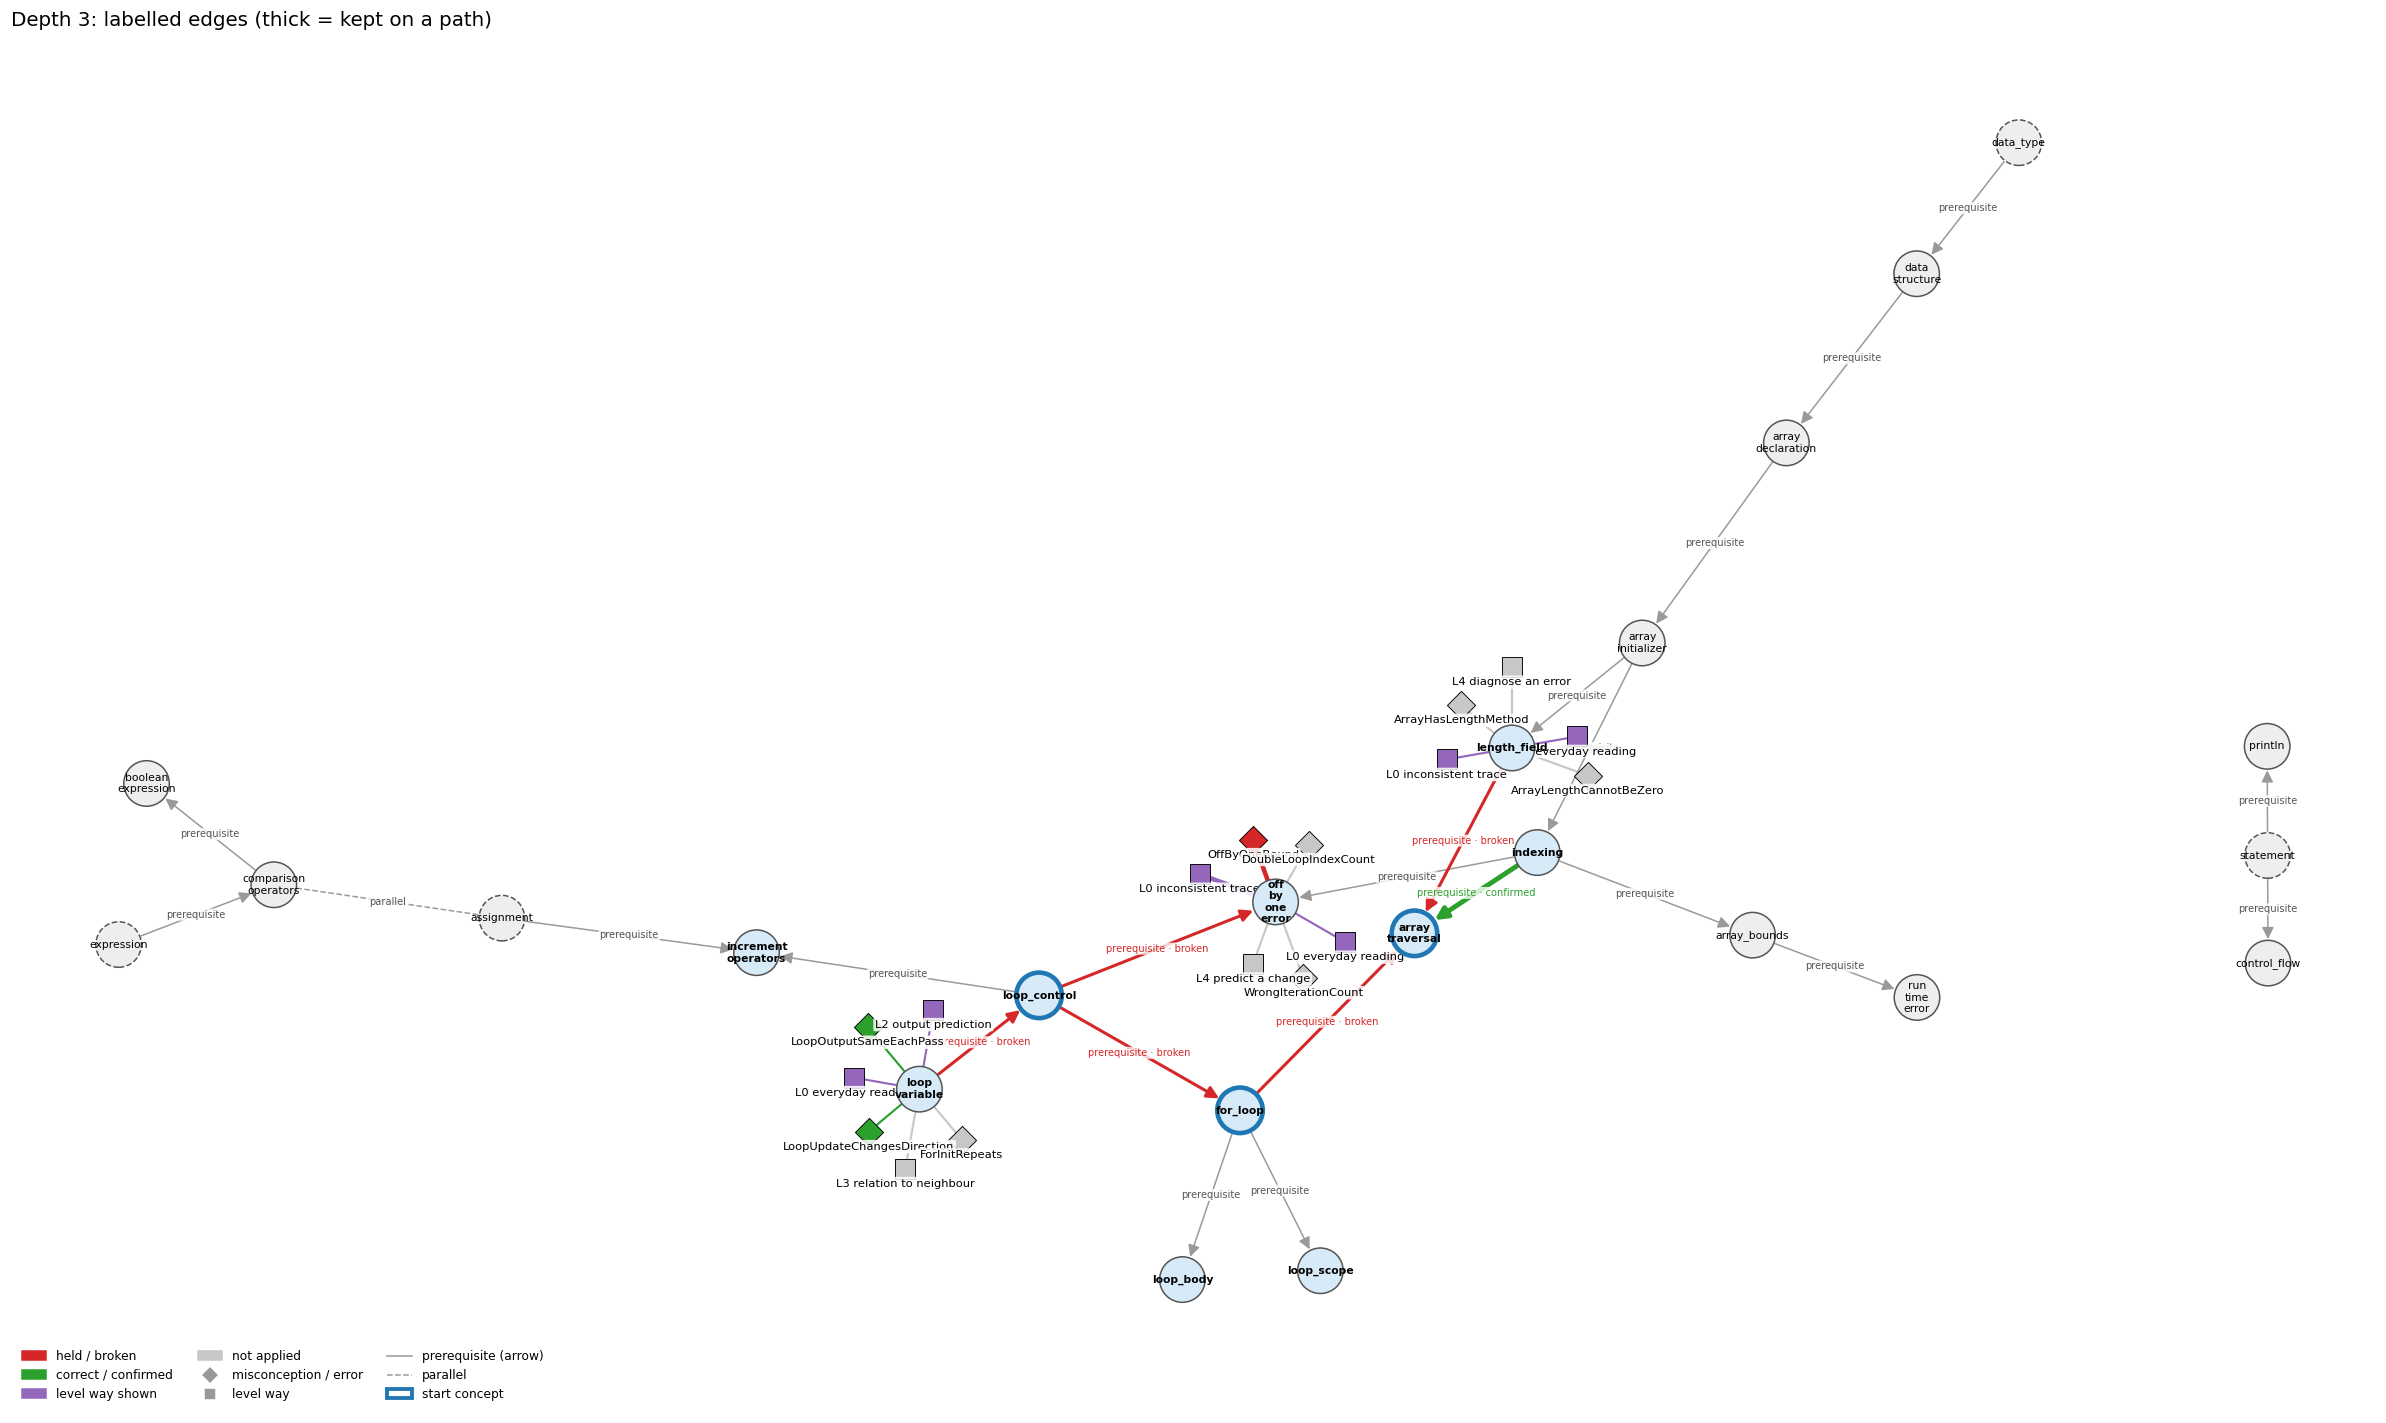 Depth 3: labelled edges (thick = kept on a path)
data_type
prerequisite
data
structure
prerequisite
array
declaration
prerequisite
array
initializer
L4 diagnose an error
prerequisite
ArrayHasLengthMethod
length_field
everyday reading
L0 inconsistent trace
ArrayLengthCannotBeZero
println
prerequisite
statement
prerequisite
control_flow
boolean
expression
prerequisite
comparison
operators
prerequisite
expression
parallel
assignment
prerequisite
increment
operators
prerequisite
loop_control
prerequisite · broken
indexing
prerequisite
prerequisite · confirmed
prerequisite
array_bounds
prerequisite
run
time
error
DoubleLoopIndexCount
L0 inconsistent trace
off
by
one
error
array
traversal
prerequisite · broken
L0 everyday reading
L4 predict a change
WrongIterationCount
prerequisite · broken
L2 output prediction
LoopOutputSameEachPass
requisite · broken
prerequisite · broken
L0 everyday read
loop
variable
for_loop
LoopUpdateChangesDirection
ForInitRepeats
L3 relation to neighbour
prerequisite
prerequisite
loop_body
loop_scope
held / broken
correct / confirmed
level way shown
not applied
misconception / error
level way
prerequisite (arrow)
parallel
start concept